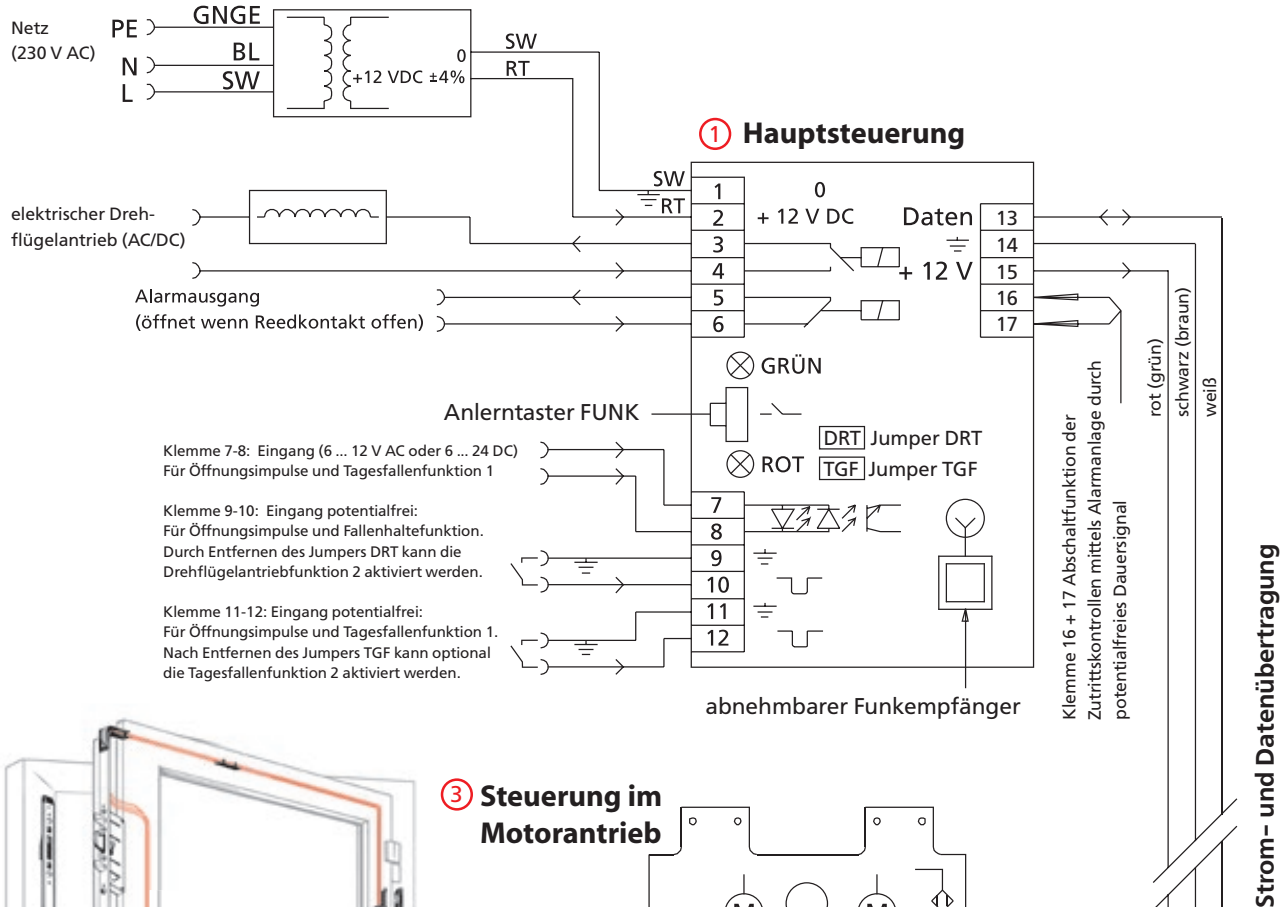 Netz
(230 V AC)
PE
GNGE
N
BL
L
SW
0
+12 VDC ±4%
SW
RT
1 Hauptsteuerung
elektrischer Dreh-
flügelantrieb (AC/DC)
SW
RT
1
2
3
4
5
6
0
+ 12 V DC
Daten
+ 12 V
13
14
15
16
17
Alarmausgang
(öffnet wenn Reedkontakt offen)
GRÜN
Anlerntaster FUNK
DRT Jumper DRT
ROT
TGF Jumper TGF
Klemme 7-8: Eingang (6 ... 12 V AC oder 6 ... 24 DC)
Für Öffnungsimpulse und Tagesfallenfunktion 1
Klemme 9-10: Eingang potentialfrei:
Für Öffnungsimpulse und Fallenhaltefunktion.
Durch Entfernen des Jumpers DRT kann die
Drehflügelantriebfunktion 2 aktiviert werden.
Klemme 11-12: Eingang potentialfrei:
Für Öffnungsimpulse und Tagesfallenfunktion 1.
Nach Entfernen des Jumpers TGF kann optional
die Tagesfallenfunktion 2 aktiviert werden.
7
8
9
10
11
12
abnehmbarer Funkempfänger
Klemme 16 + 17 Abschaltfunktion der
Zutrittskontrollen mittels Alarmanlage durch
potentialfreies Dauersignal
rot (grün)
schwarz (braun)
weiß
Strom- und Datenübertragung
3 Steuerung im
Motorantrieb
M
M